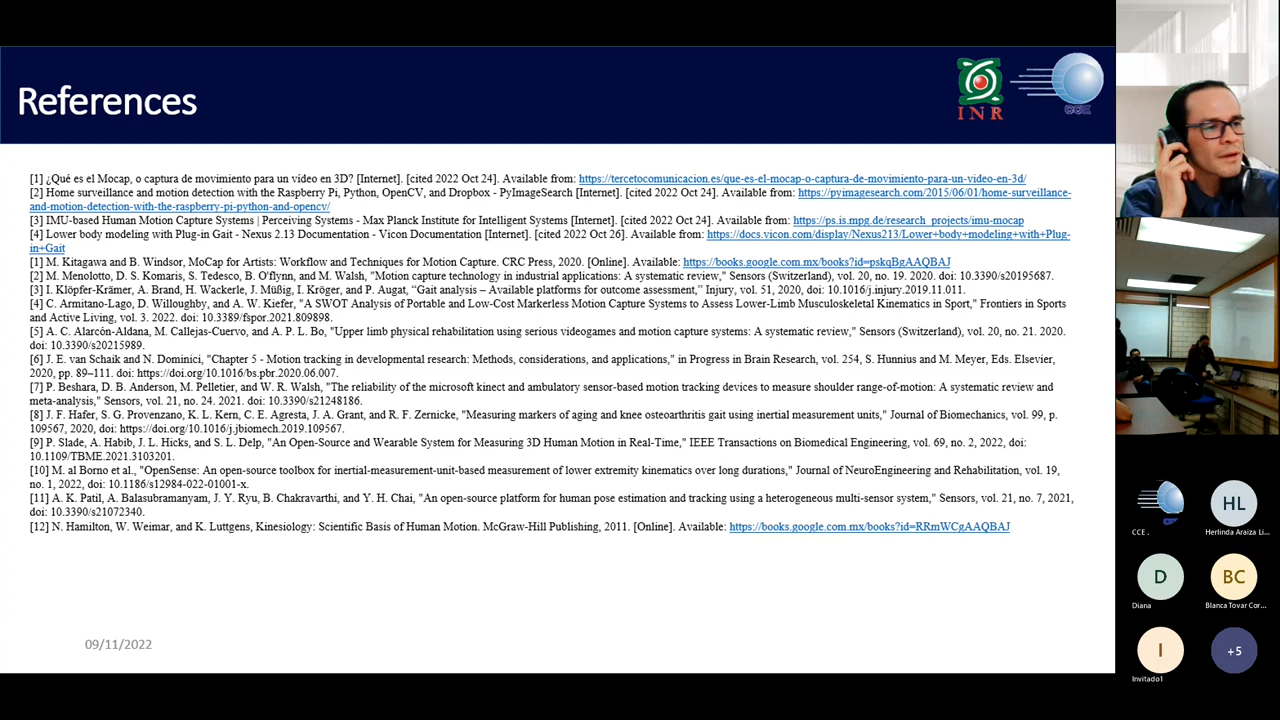 References
INR
CCE
[1] ¿Qué es el Mocap, o captura de movimiento para un vídeo en 3D? [Internet]. [cited 2022 Oct 24]. Available from: https://tercetocomunicacion.es/que-es-el-mocap-o-captura-de-movimiento-para-un-video-en-3d/
[2] Home surveillance and motion detection with the Raspberry Pi, Python, OpenCV, and Dropbox - PyImageSearch [Internet]. [cited 2022 Oct 24]. Available from: https://pyimagesearch.com/2015/06/01/home-surveillance-
and-motion-detection-with-the-raspberry-pi-python-and-opencv/
[3] IMU-based Human Motion Capture Systems | Perceiving Systems - Max Planck Institute for Intelligent Systems [Internet]. [cited 2022 Oct 24]. Available from: https://ps.is.mpg.de/research_projects/imu-mocap
[4] Lower body modeling with Plug-in Gait - Nexus 2.13 Documentation - Vicon Documentation [Internet]. [cited 2022 Oct 26]. Available from: https://docs.vicon.com/display/Nexus213/Lower+body+modeling+with+Plug-
in+Gait
[1] M. Kitagawa and B. Windsor, MoCap for Artists: Workflow and Techniques for Motion Capture. CRC Press, 2020. [Online]. Available: https://books.google.com.mx/books?id=pskqBgAAQBAJ
[2] M. Menolotto, D. S. Komaris, S. Tedesco, B. O'flynn, and M. Walsh, "Motion capture technology in industrial applications: A systematic review," Sensors (Switzerland), vol. 20, no. 19. 2020. doi: 10.3390/s20195687.
[3] I. Klöpfer-Krämer, A. Brand, H. Wackerle, J. Müßig, I. Kröger, and P. Augat, “Gait analysis – Available platforms for outcome assessment,” Injury, vol. 51, 2020, doi: 10.1016/j.injury.2019.11.011.
[4] C. Armitano-Lago, D. Willoughby, and A. W. Kiefer, "A SWOT Analysis of Portable and Low-Cost Markerless Motion Capture Systems to Assess Lower-Limb Musculoskeletal Kinematics in Sport," Frontiers in Sports
and Active Living, vol. 3. 2022. doi: 10.3389/fspor.2021.809898.
[5] A. C. Alarcón-Aldana, M. Callejas-Cuervo, and A. P. L. Bo, "Upper limb physical rehabilitation using serious videogames and motion capture systems: A systematic review," Sensors (Switzerland), vol. 20, no. 21. 2020.
doi: 10.3390/s20215989.
[6] J. E. van Schaik and N. Dominici, "Chapter 5 - Motion tracking in developmental research: Methods, considerations, and applications," in Progress in Brain Research, vol. 254, S. Hunnius and M. Meyer, Eds. Elsevier,
2020, pp. 89–111. doi: https://doi.org/10.1016/bs.pbr.2020.06.007.
[7] P. Beshara, D. B. Anderson, M. Pelletier, and W. R. Walsh, "The reliability of the microsoft kinect and ambulatory sensor-based motion tracking devices to measure shoulder range-of-motion: A systematic review and
meta-analysis," Sensors, vol. 21, no. 24. 2021. doi: 10.3390/s21248186.
[8] J. F. Hafer, S. G. Provenzano, K. L. Kern, C. E. Agresta, J. A. Grant, and R. F. Zernicke, "Measuring markers of aging and knee osteoarthritis gait using inertial measurement units," Journal of Biomechanics, vol. 99, p.
109567, 2020, doi: https://doi.org/10.1016/j.jbiomech.2019.109567.
[9] P. Slade, A. Habib, J. L. Hicks, and S. L. Delp, "An Open-Source and Wearable System for Measuring 3D Human Motion in Real-Time," IEEE Transactions on Biomedical Engineering, vol. 69, no. 2, 2022, doi:
10.1109/TBME.2021.3103201.
[10] M. al Borno et al., "OpenSense: An open-source toolbox for inertial-measurement-unit-based measurement of lower extremity kinematics over long durations," Journal of NeuroEngineering and Rehabilitation, vol. 19,
no. 1, 2022, doi: 10.1186/s12984-022-01001-x.
[11] A. K. Patil, A. Balasubramanyam, J. Y. Ryu, B. Chakravarthi, and Y. H. Chai, "An open-source platform for human pose estimation and tracking using a heterogeneous multi-sensor system," Sensors, vol. 21, no. 7, 2021,
doi: 10.3390/s21072340.
[12] N. Hamilton, W. Weimar, and K. Luttgens, Kinesiology: Scientific Basis of Human Motion. McGraw-Hill Publishing, 2011. [Online]. Available: https://books.google.com.mx/books?id=RRmWCgAAQBAJ
09/11/2022
CCE .
HL
Herlinda Araiza Li...
D
Diana
BC
Blanca Tovar Cor...
I
Invitado1
+5